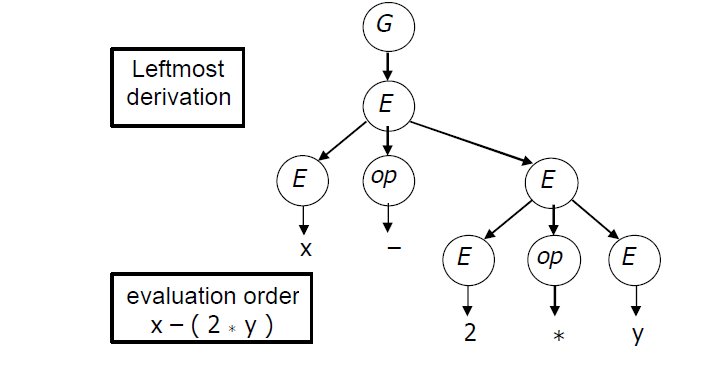 G
Leftmost
derivation
E
E op E
x –
E op E
evaluation order
x – ( 2 * y )
2 * y